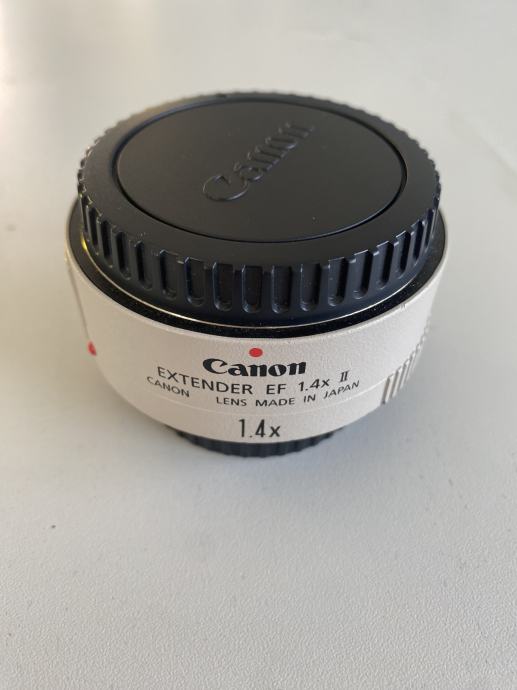 Canon
Canon
EXTENDER EF 1.4x II
CANON LENS MADE IN JAPAN
1.4x